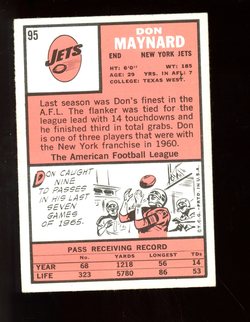 95
JETS
DON
MAYNARD
END NEW YORK JETS
HT: 6'0" WT: 185
AGE: 29 YRS. IN AFL: 7
COLLEGE: TEXAS WEST.
Last season was Don's finest in the
A.F.L. The flanker was tied for the
league lead with 14 touchdowns and
he finished third in total grabs. Don
is one of three players that were with
the New York franchise in 1960.
The American Football League
DON CAUGHT
NINE
TD PASSES
IN HIS LAST
SEVEN
GAMES
OF 1965.
© T.C.G. PRTD. IN U.S.A.
PASS RECEIVING RECORD
No. YARDS LONGEST TDs
YEAR 68 1218 56 14
LIFE 323 5780 86 53